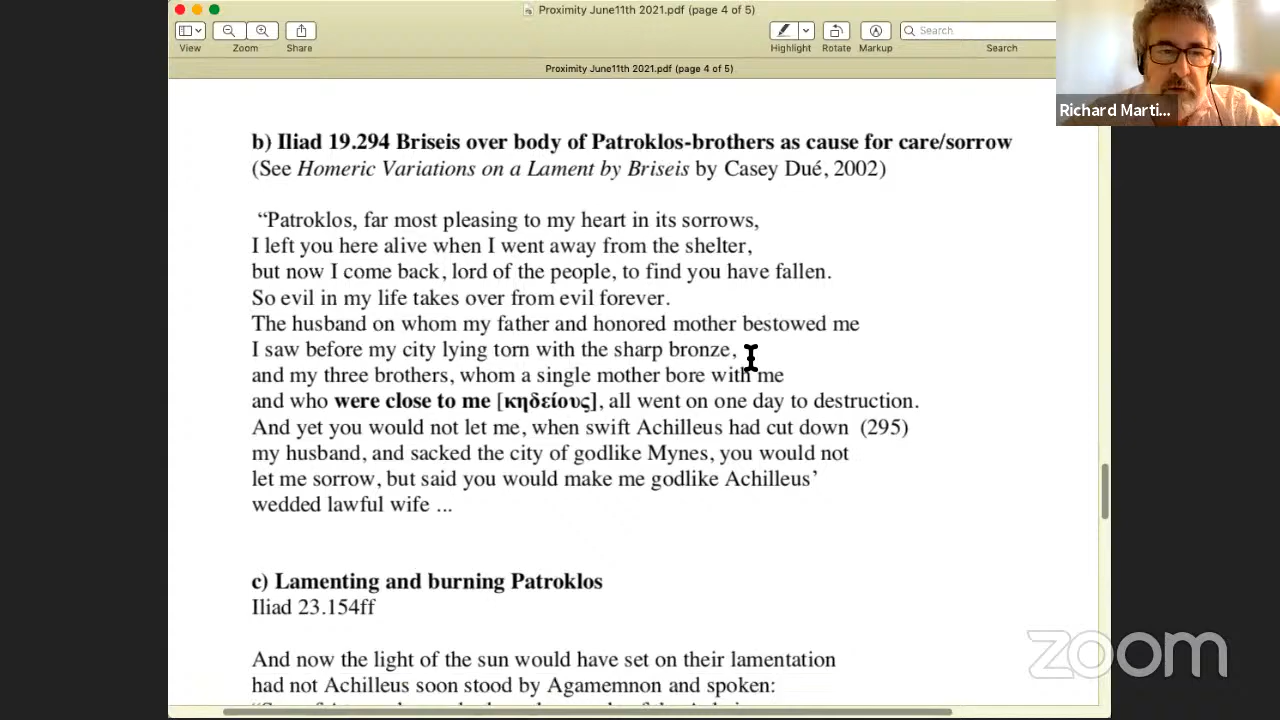 Proximity June11th 2021.pdf (page 4 of 5)
View
Zoom
Share
Highlight
Rotate
Markup
Search
Search
Proximity June11th 2021.pdf (page 4 of 5)
Richard Marti...
b) Iliad 19.294 Briseis over body of Patroklos-brothers as cause for care/sorrow
(See Homeric Variations on a Lament by Briseis by Casey Dué, 2002)
“Patroklos, far most pleasing to my heart in its sorrows,
I left you here alive when I went away from the shelter,
but now I come back, lord of the people, to find you have fallen.
So evil in my life takes over from evil forever.
The husband on whom my father and honored mother bestowed me
I saw before my city lying torn with the sharp bronze,
and my three brothers, whom a single mother bore with me
and who were close to me [κηδείους], all went on one day to destruction.
And yet you would not let me, when swift Achilleus had cut down (295)
my husband, and sacked the city of godlike Mynes, you would not
let me sorrow, but said you would make me godlike Achilleus’
wedded lawful wife ...
c) Lamenting and burning Patroklos
Iliad 23.154ff
And now the light of the sun would have set on their lamentation
had not Achilleus soon stood by Agamemnon and spoken:
zoom